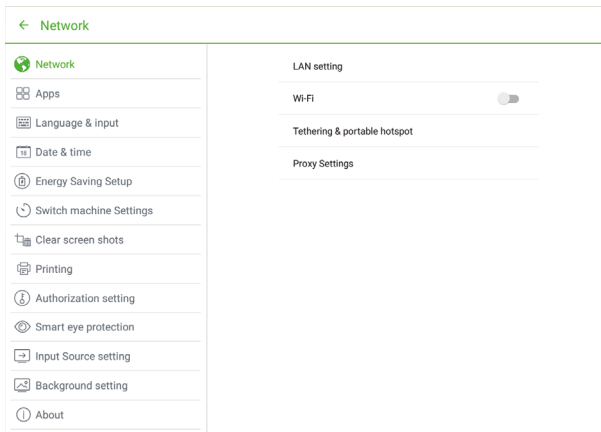 Network
Network
Apps
Language & input
16
Date & time
Energy Saving Setup
Switch machine Settings
Clear screen shots
Printing
Authorization setting
Smart eye protection
Input Source setting
Background setting
About
LAN setting
Wi-Fi
Tethering & portable hotspot
Proxy Settings